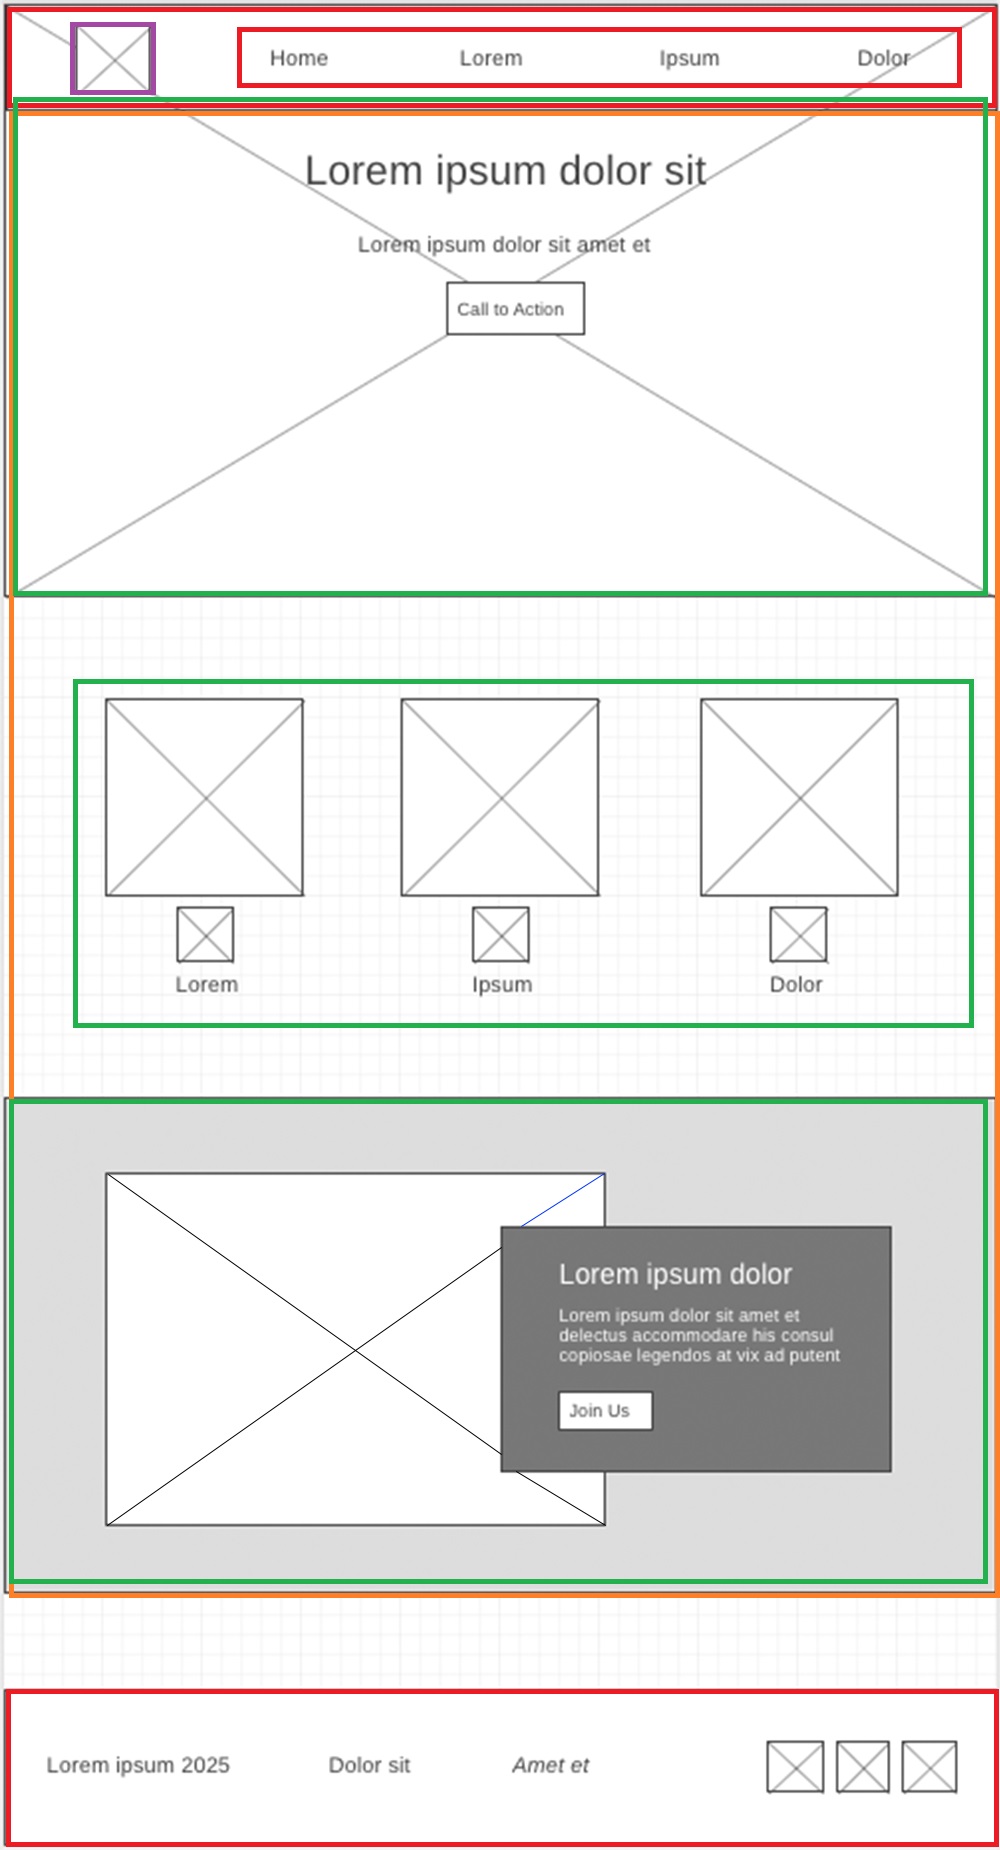 Home Lorem Ipsum Dolor
Lorem ipsum dolor sit
Lorem ipsum dolor sit amet et
Call to Action
Lorem Ipsum Dolor
Lorem ipsum dolor
Lorem ipsum dolor sit amet et
delectus accommodare his consul
copiosae legendos at vix ad putent
Join Us
Lorem ipsum 2025 Dolor sit Amet et